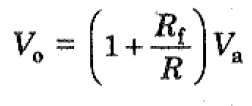 V_o = (1 + R_f/R) V_a